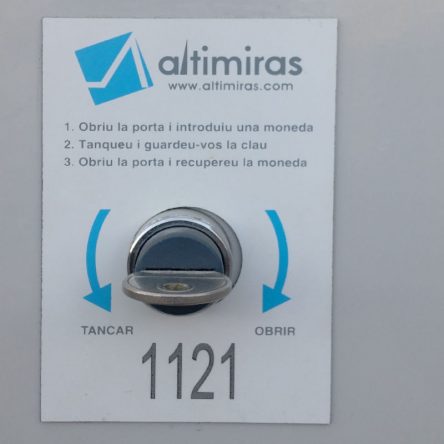 altimiras
www.altimiras.com
1. Obriu la porta i introduiu una moneda
2. Tanqueu i guardeu-vos la clau
3. Obriu la porta i recupereu la moneda
TANCAR OBRIR
1121